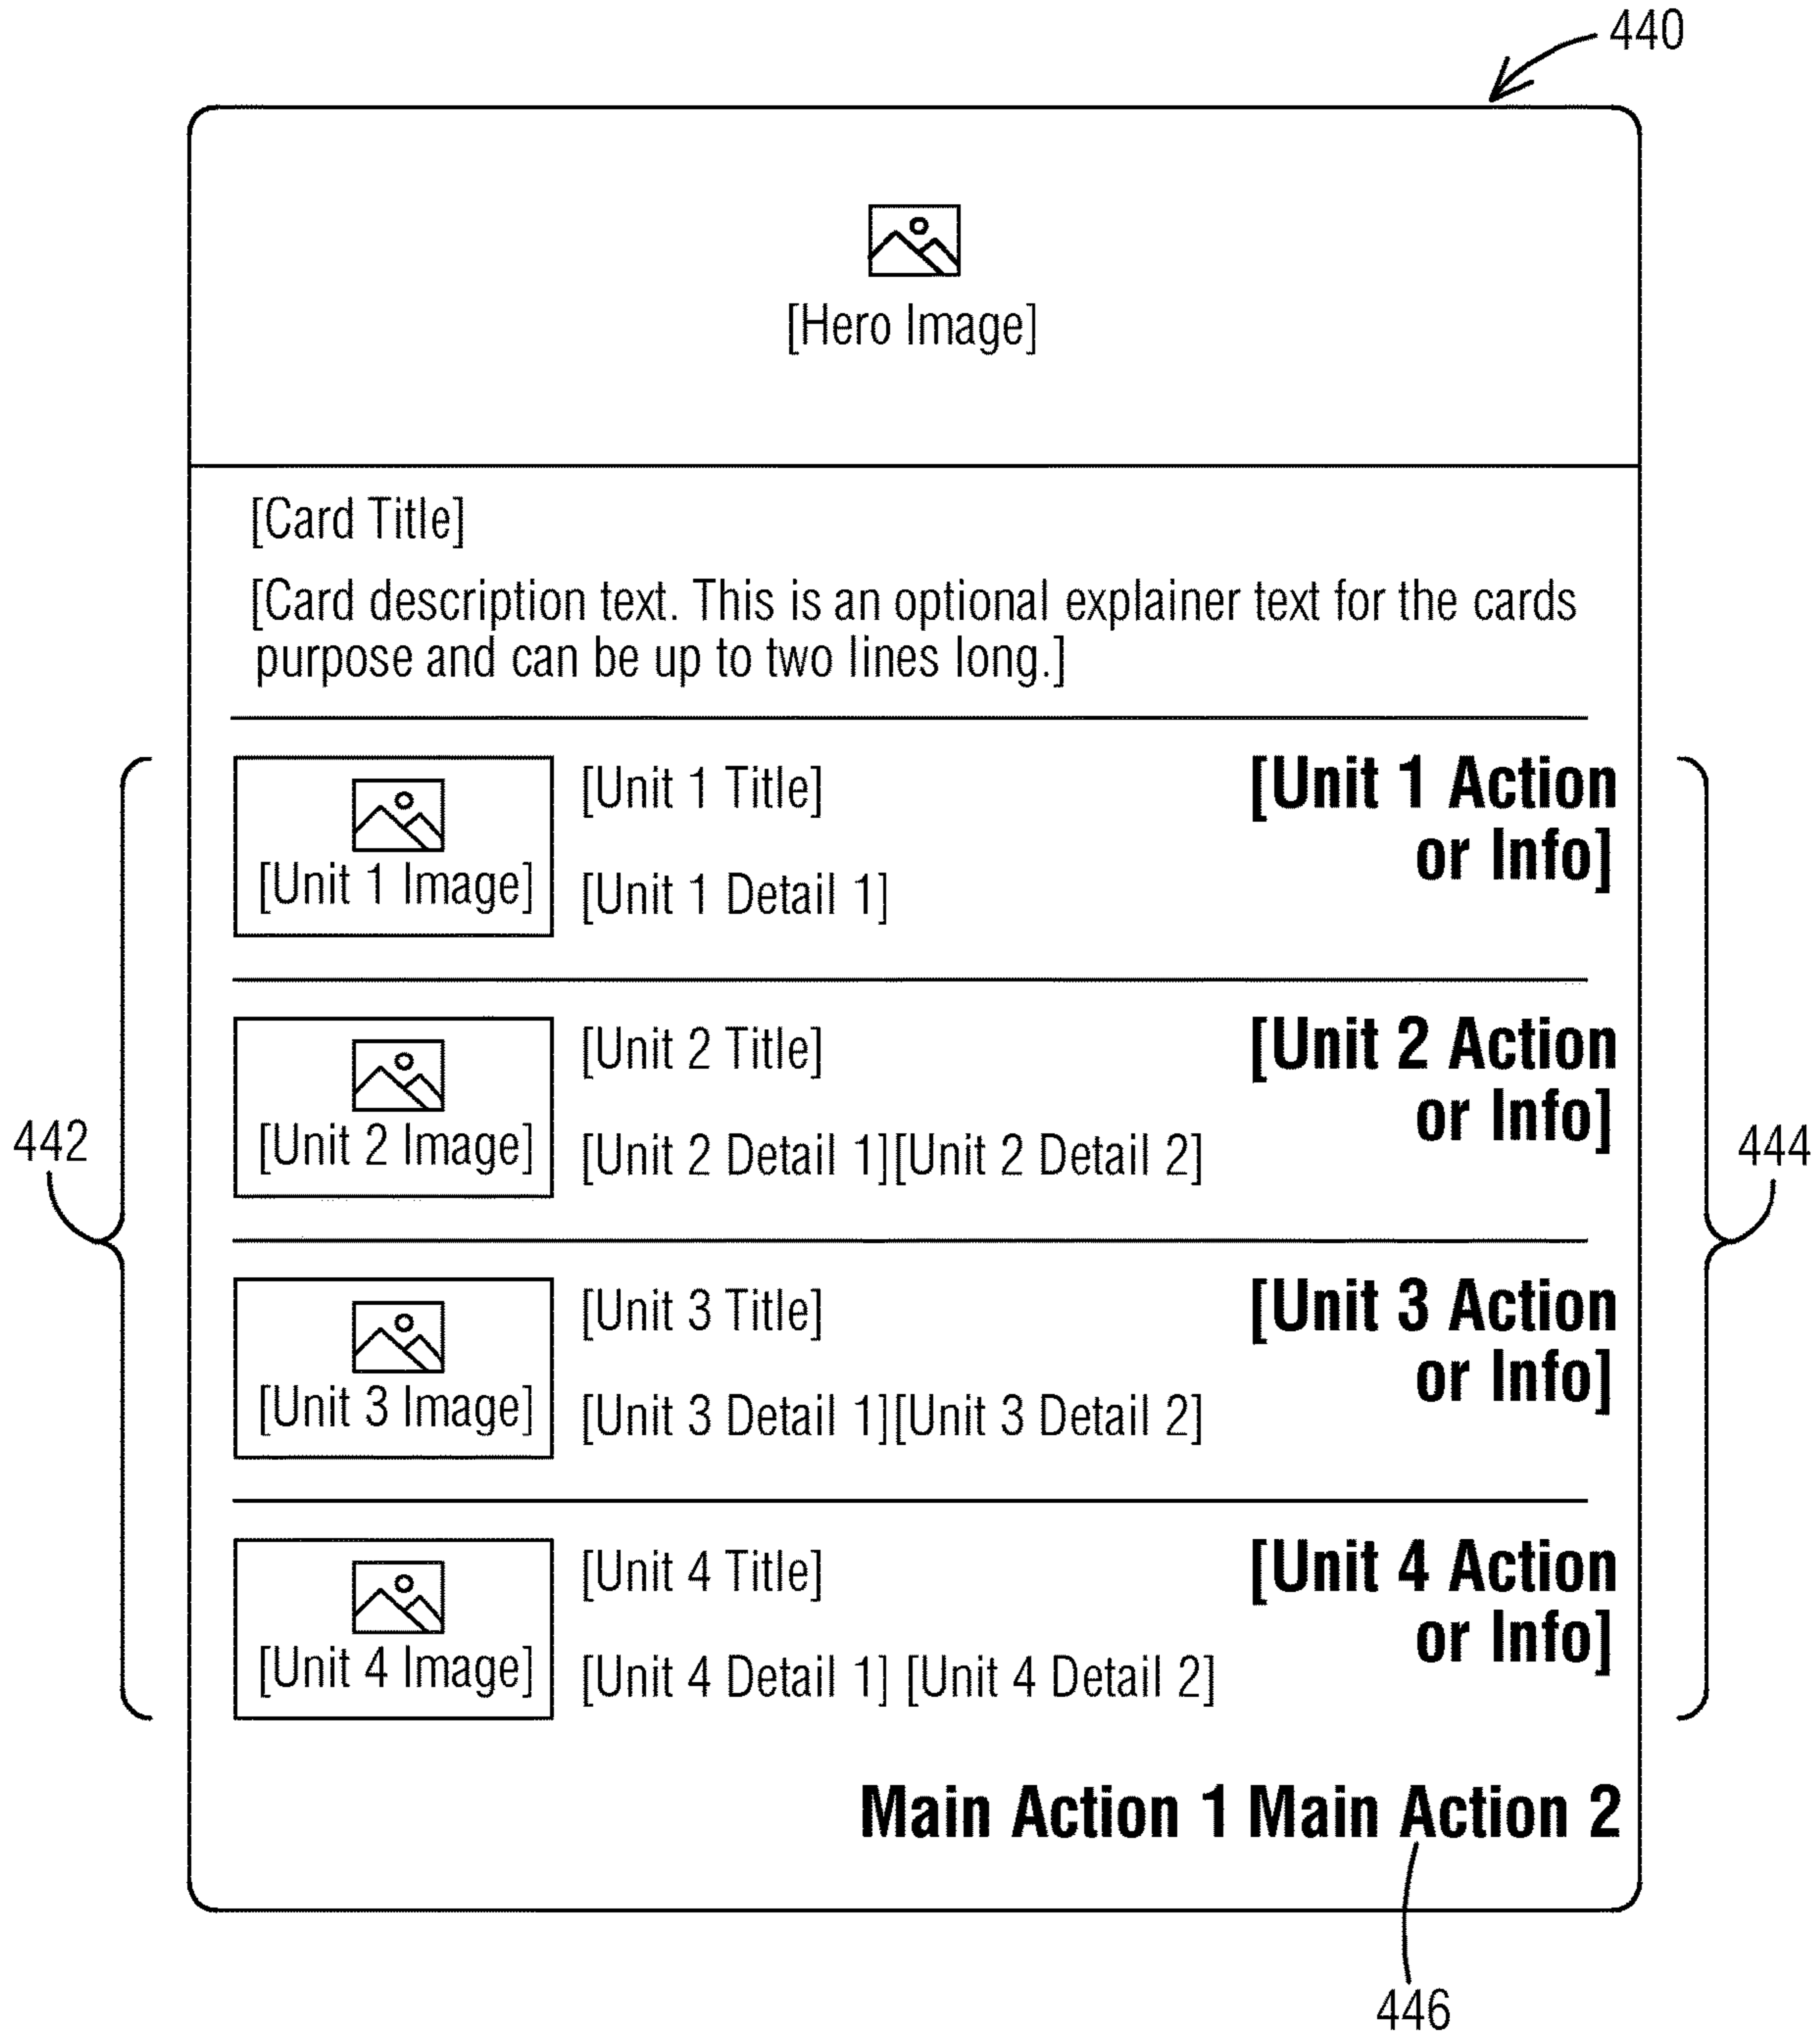 440
[Hero Image]
[Card Title]
[Card description text. This is an optional explainer text for the cards
purpose and can be up to two lines long.]
[Unit 1 Image]
[Unit 1 Title]
[Unit 1 Detail 1]
[Unit 1 Action
or Info]
442
[Unit 2 Image]
[Unit 2 Title]
[Unit 2 Detail 1][Unit 2 Detail 2]
[Unit 2 Action
or Info]
444
[Unit 3 Image]
[Unit 3 Title]
[Unit 3 Detail 1][Unit 3 Detail 2]
[Unit 3 Action
or Info]
[Unit 4 Image]
[Unit 4 Title]
[Unit 4 Detail 1] [Unit 4 Detail 2]
[Unit 4 Action
or Info]
Main Action 1 Main Action 2
446